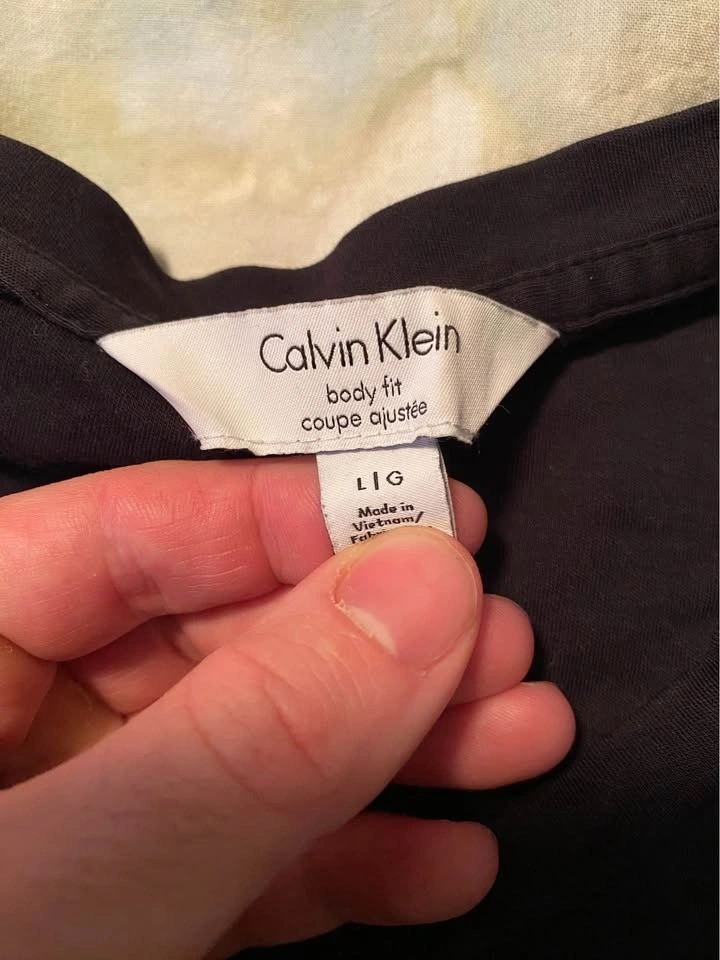 Calvin Klein
body fit
coupe ajustée
L|G
Made in
Vietnam/